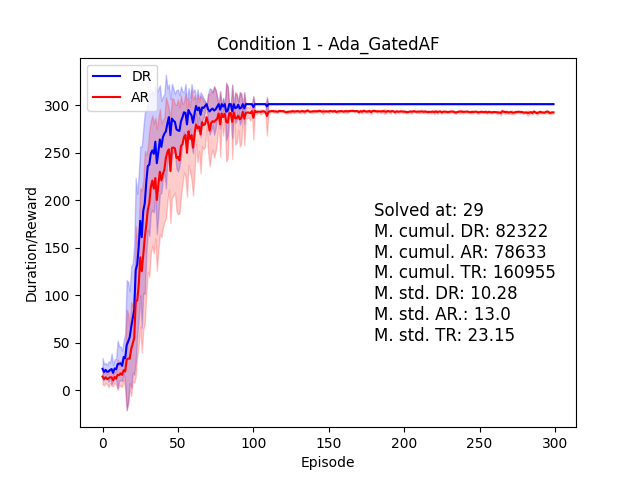 Condition 1 - Ada_GatedAF
DR
AR
Duration/Reward
300
250
200
150
100
50
0
Solved at: 29
M. cumul. DR: 82322
M. cumul. AR: 78633
M. cumul. TR: 160955
M. std. DR: 10.28
M. std. AR.: 13.0
M. std. TR: 23.15
0 50 100 150 200 250 300
Episode